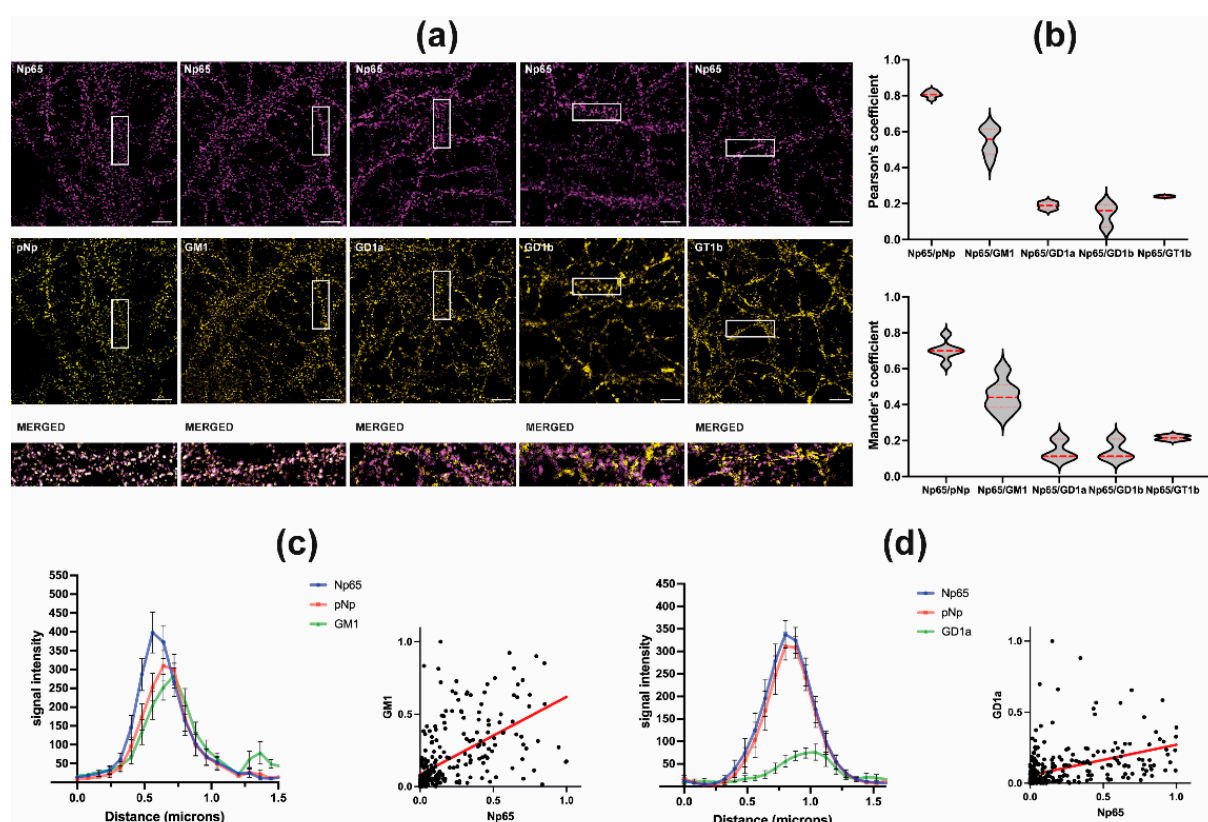 (a)
Np65 Np65 Np65 Np65 Np65
pNp GM1 GD1a GD1b GT1b
MERGED MERGED MERGED MERGED MERGED
(b)
Pearson's coefficient
1.0
0.8
0.6
0.4
0.2
0.0
Np65/pNp Np65/GM1 Np65/GD1a Np65/GD1b Np65/GT1b
Mander's coefficient
1.0
0.8
0.6
0.4
0.2
0.0
Np65/pNp Np65/GM1 Np65/GD1a Np65/GD1b Np65/GT1b
(c)
signal intensity
550
500
450
400
350
300
250
200
150
100
50
0.0 0.5 1.0 1.5
Distance (microns)
Np65
pNp
GM1
GM1
1.0
0.5
0.0
0.0 0.5 1.0
Np65
(d)
signal intensity
450
400
350
300
250
200
150
100
50
0.0 0.5 1.0 1.5
Distance (microns)
Np65
pNp
GD1a
GD1a
1.0
0.5
0.0
0.0 0.5 1.0
Np65